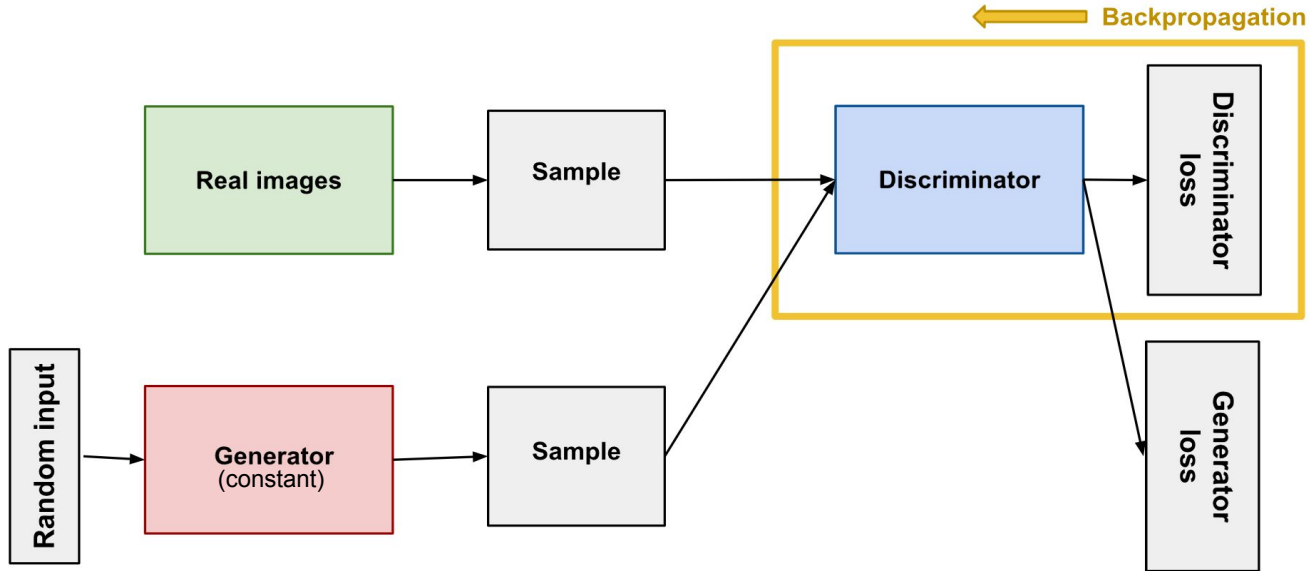 Backpropagation
Real images
Sample
Discriminator
Discriminator
loss
Random input
Generator
(constant)
Sample
Generator
loss